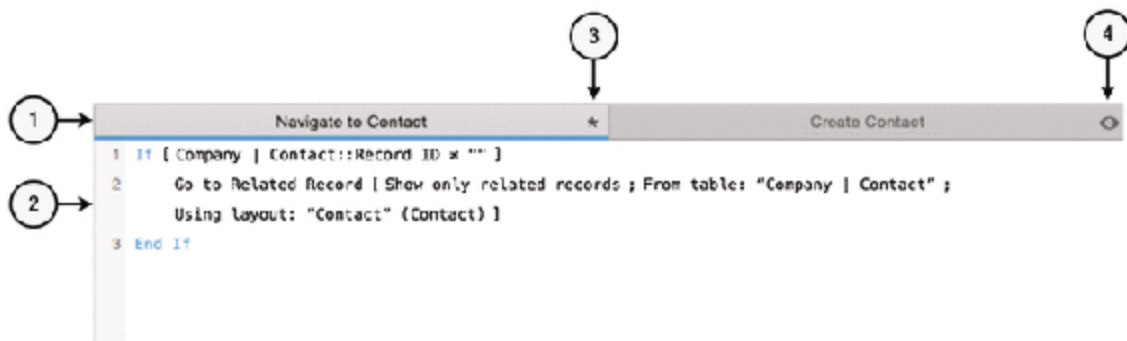 3
4
1
Navigate to Contact *
Create Contact
1 If [ Company | Contact::Record ID ≠ "" ]
2 Go to Related Record [ Show only related records ; From table: "Company | Contact" ;
2
Using layout: "Contact" (Contact) ]
3 End If